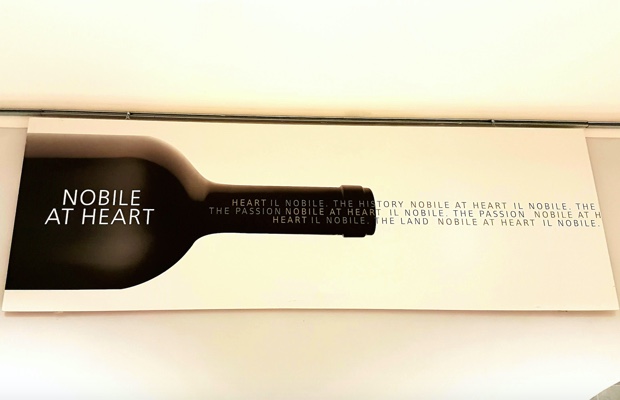 NOBILE
AT HEART
HEART IL NOBILE. THE HISTORY NOBILE AT HEART IL NOBILE. THE
THE PASSION NOBILE AT HEART IL NOBILE. THE PASSION NOBILE AT H
HEART IL NOBILE. THE LAND NOBILE AT HEART IL NOBILE.